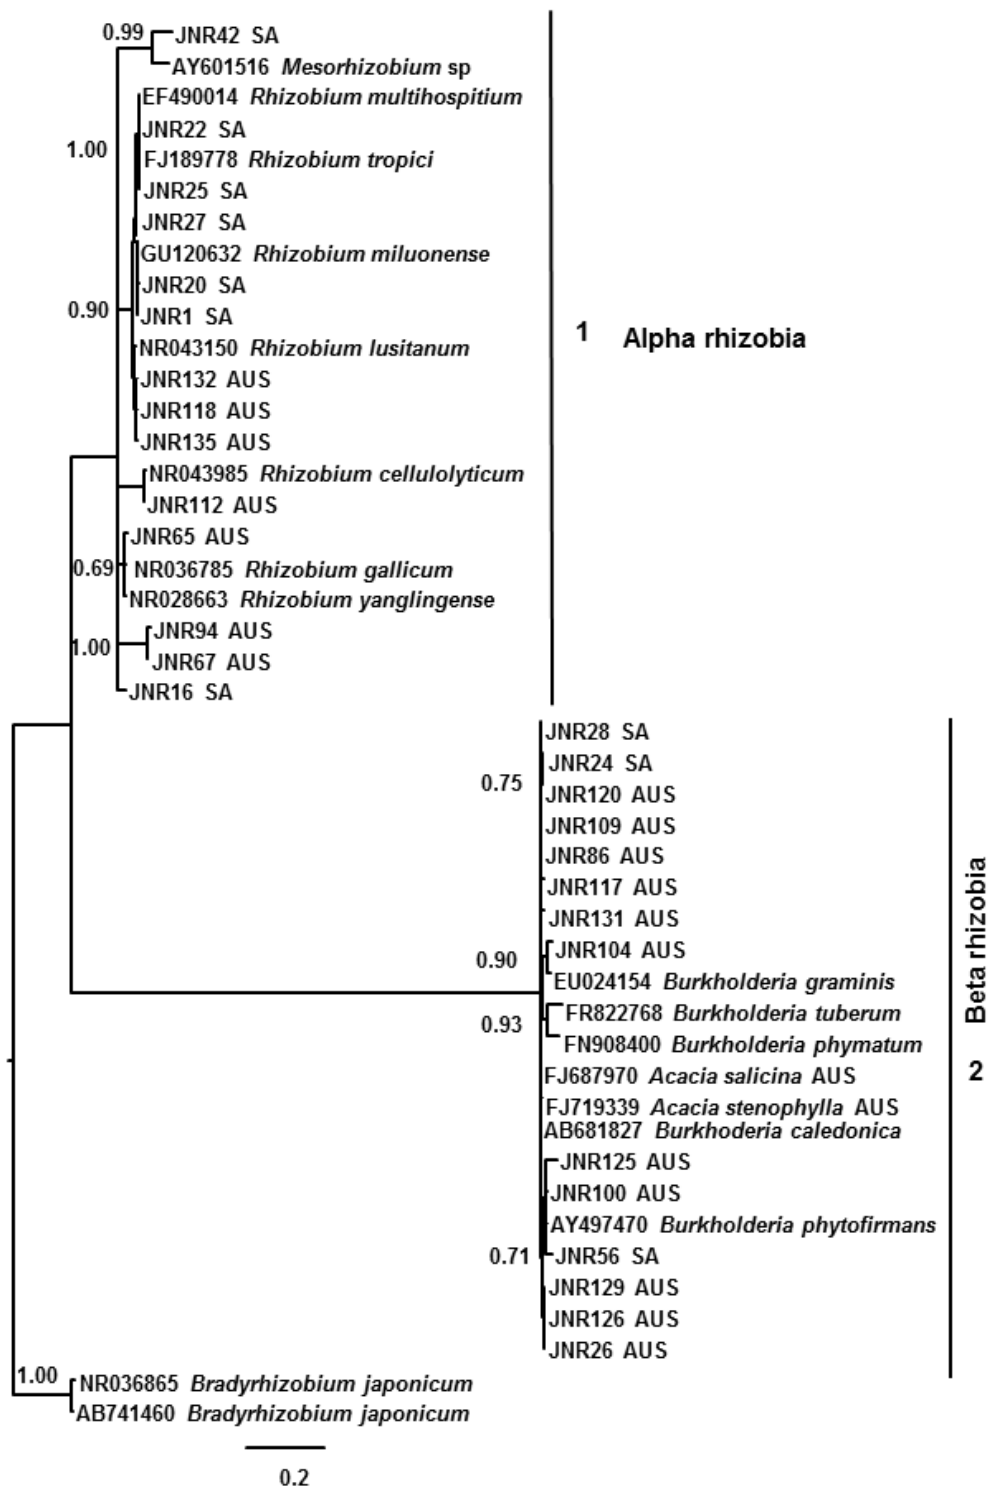 0.99
JNR42 SA
AY601516 Mesorhizobium sp
EF490014 Rhizobium multihospitium
JNR22 SA
1.00
FJ189778 Rhizobium tropici
JNR25 SA
JNR27 SA
GU120632 Rhizobium miluonense
JNR20 SA
0.90
JNR1 SA
1 Alpha rhizobia
NR043150 Rhizobium lusitanum
JNR132 AUS
JNR118 AUS
JNR135 AUS
NR043985 Rhizobium cellulolyticum
JNR112 AUS
JNR65 AUS
0.69
NR036785 Rhizobium gallicum
NR028663 Rhizobium yanglingense
JNR94 AUS
1.00
JNR67 AUS
JNR16 SA
JNR28 SA
JNR24 SA
0.75
JNR120 AUS
JNR109 AUS
JNR86 AUS
JNR117 AUS
JNR131 AUS
JNR104 AUS
0.90
EU024154 Burkholderia graminis
FR822768 Burkholderia tuberum
0.93
FN908400 Burkholderia phymatum
FJ687970 Acacia salicina AUS
FJ719339 Acacia stenophylla AUS
AB681827 Burkhoderia caledonica
JNR125 AUS
JNR100 AUS
AY497470 Burkholderia phytofirmans
0.71
JNR56 SA
JNR129 AUS
JNR126 AUS
JNR26 AUS
Beta rhizobia
2
1.00
NR036865 Bradyrhizobium japonicum
AB741460 Bradyrhizobium japonicum
0.2